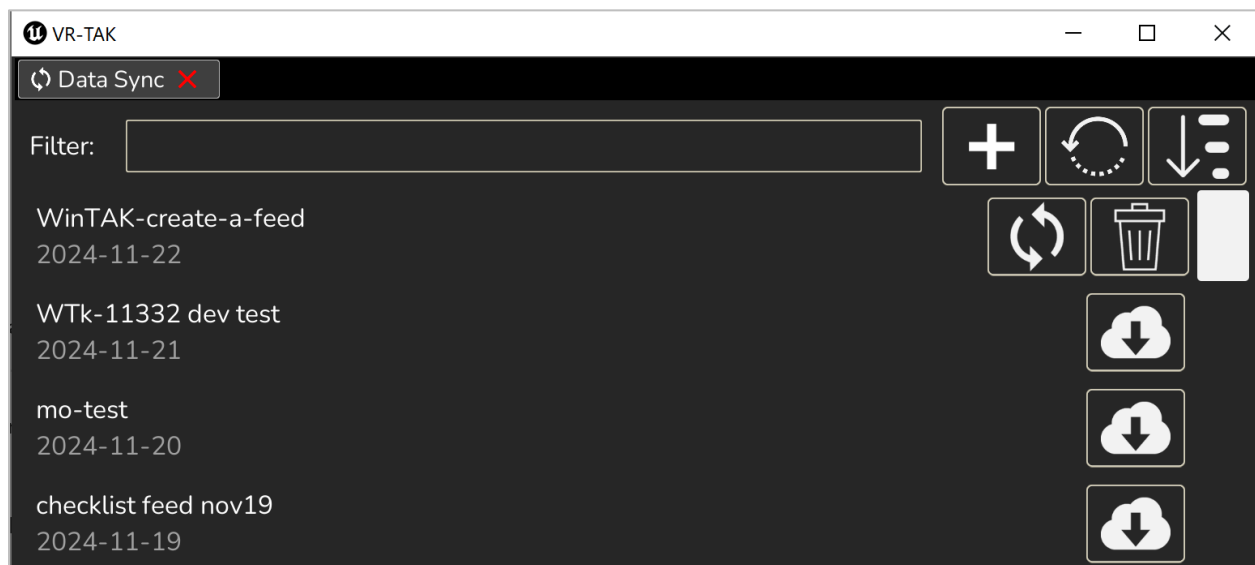 VR-TAK
Data Sync
Filter:
WinTAK-create-a-feed
2024-11-22
WTk-11332 dev test
2024-11-21
mo-test
2024-11-20
checklist feed nov19
2024-11-19